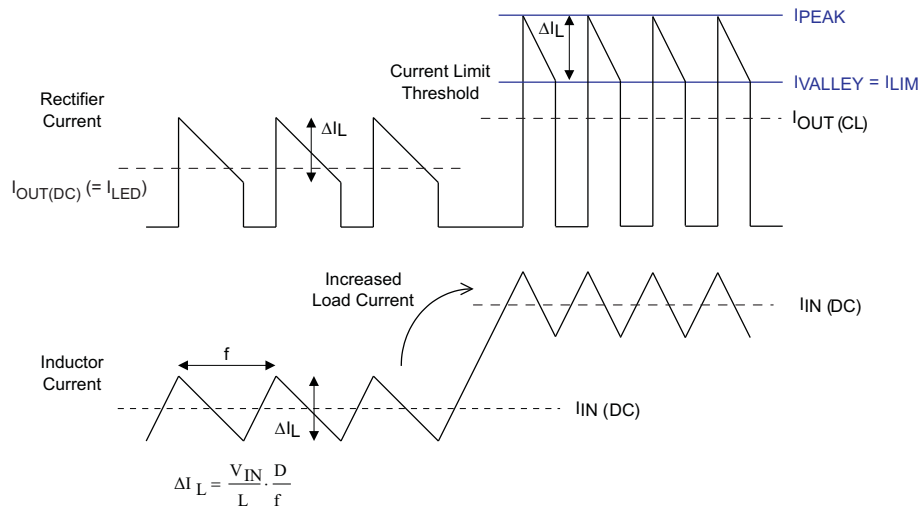 IPEAK
ΔIL
Current Limit
Threshold
IVALLEY = ILIM
Rectifier
Current
ΔIL
IOUT (CL)
IOUT(DC) (= ILED)
Increased
Load Current
IIN (DC)
f
Inductor
Current
IIN (DC)
ΔIL
ΔI L = VIN/L · D/f